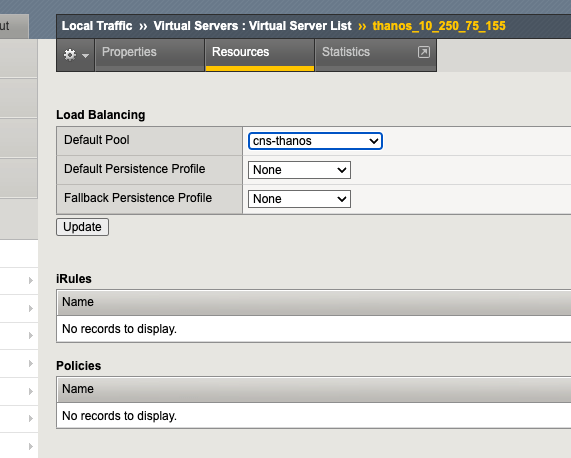 ut
Local Traffic ›› Virtual Servers : Virtual Server List ›› thanos_10_250_75_155
Properties Resources Statistics
Load Balancing
Default Pool cns-thanos
Default Persistence Profile None
Fallback Persistence Profile None
Update
iRules
Name
No records to display.
Policies
Name
No records to display.